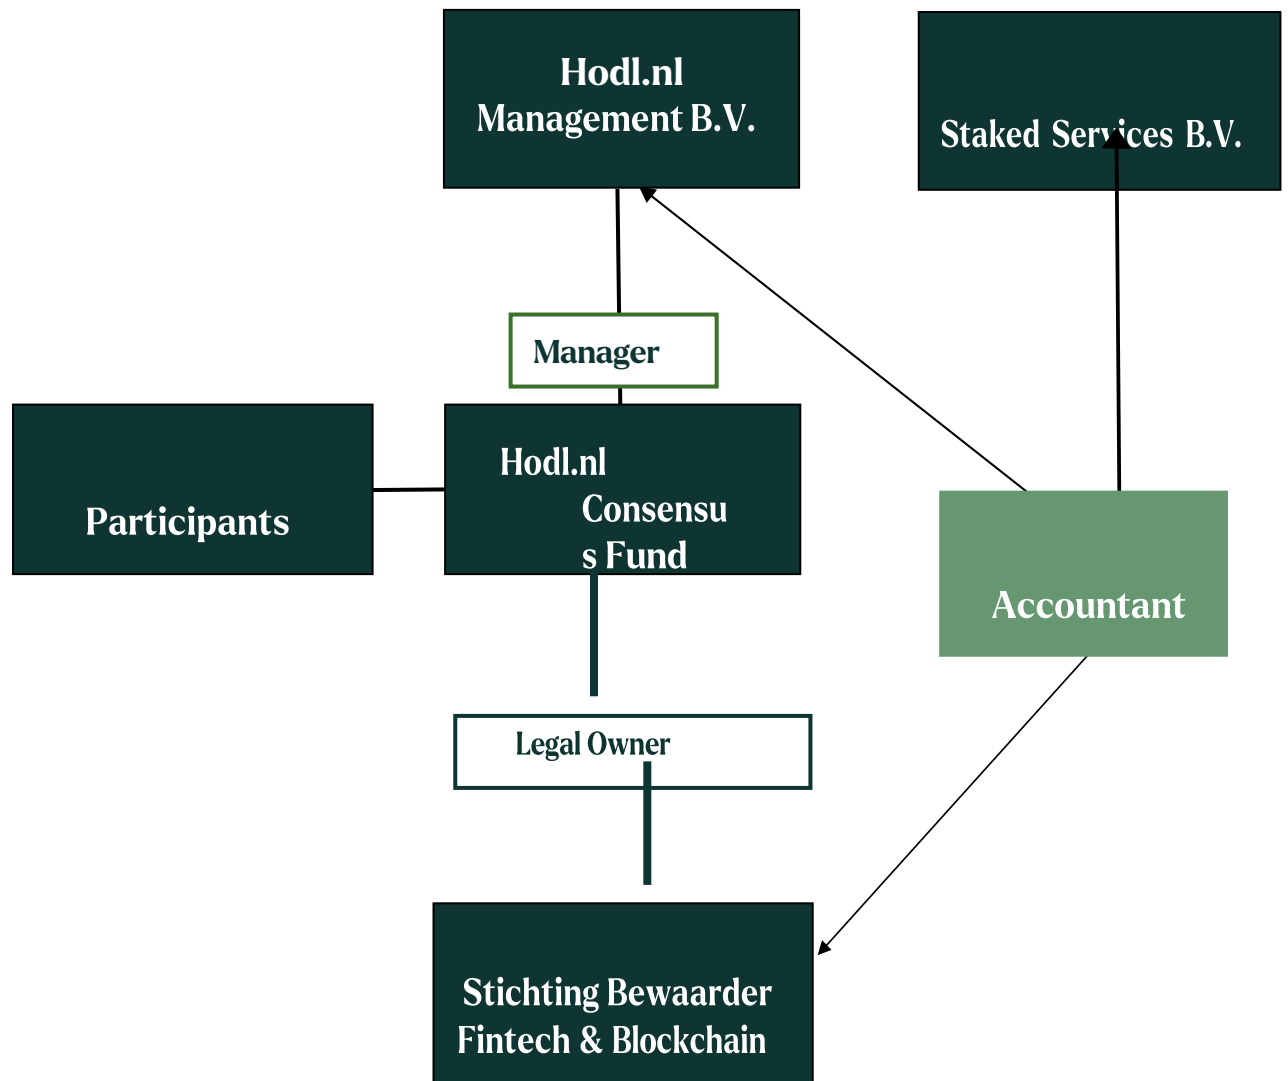 Hodl.nl
Management B.V.
Staked Services B.V.
Manager
Participants
Hodl.nl
Consensu
s Fund
Accountant
Legal Owner
Stichting Bewaarder
Fintech & Blockchain